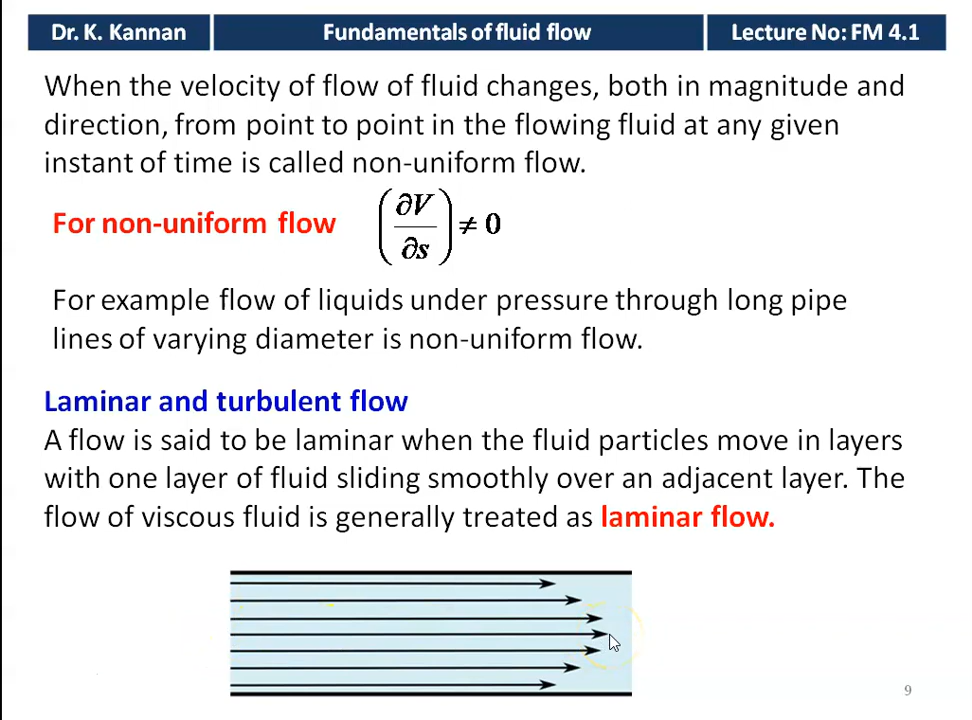 Dr. K. Kannan
Fundamentals of fluid flow
Lecture No: FM 4.1
When the velocity of flow of fluid changes, both in magnitude and
direction, from point to point in the flowing fluid at any given
instant of time is called non-uniform flow.
For non-uniform flow (∂V/∂s) ≠ 0
For example flow of liquids under pressure through long pipe
lines of varying diameter is non-uniform flow.
Laminar and turbulent flow
A flow is said to be laminar when the fluid particles move in layers
with one layer of fluid sliding smoothly over an adjacent layer. The
flow of viscous fluid is generally treated as laminar flow.
9